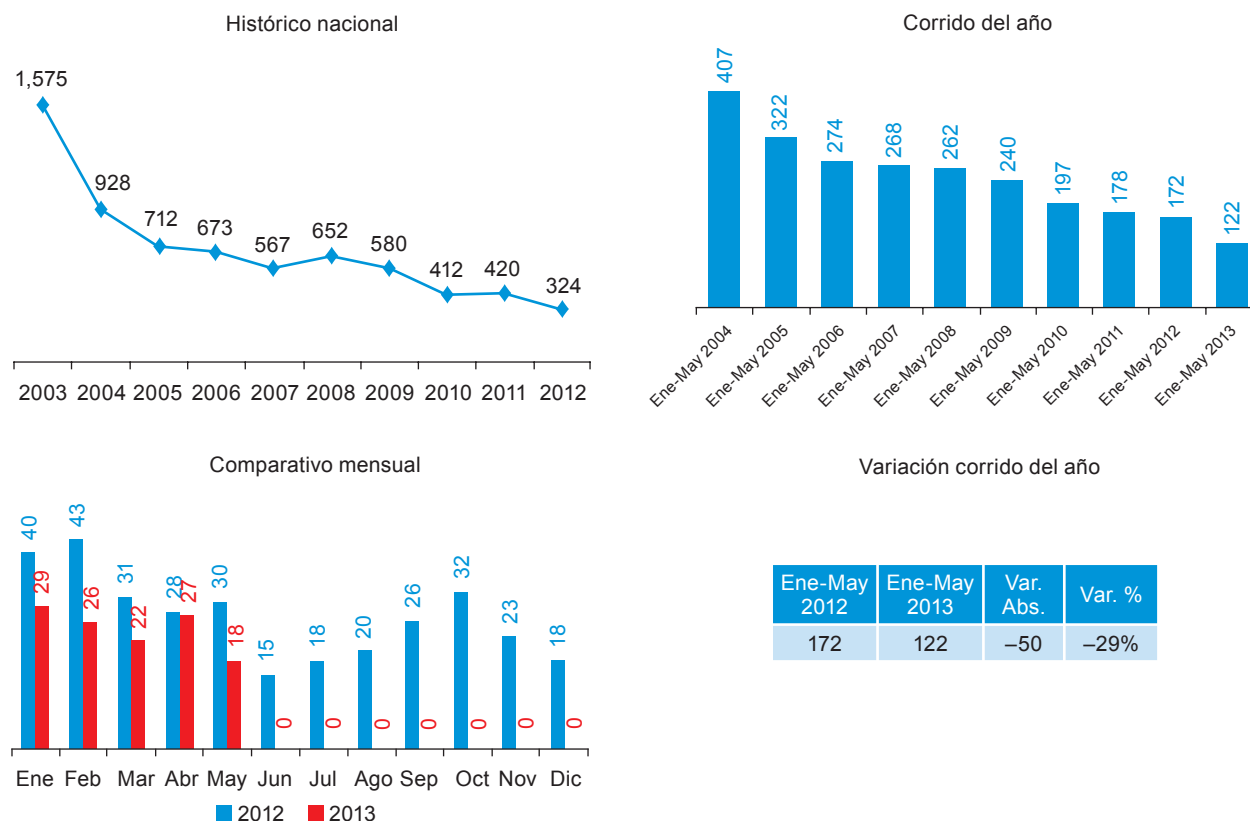 Histórico nacional
1,575
928
712
673
567
652
580
412
420
324
2003 2004 2005 2006 2007 2008 2009 2010 2011 2012
Corrido del año
407
322
274
268
262
240
197
178
172
122
Ene-May 2004
Ene-May 2005
Ene-May 2006
Ene-May 2007
Ene-May 2008
Ene-May 2009
Ene-May 2010
Ene-May 2011
Ene-May 2012
Ene-May 2013
Comparativo mensual
40 29 43 26 31 22 28 27 30 18 15 0 18 0 20 0 26 0 32 0 23 0 18 0
Ene Feb Mar Abr May Jun Jul Ago Sep Oct Nov Dic
2012 2013
Variación corrido del año
Ene-May 2012
Ene-May 2013
Var. Abs.
Var. %
172 122 –50 –29%